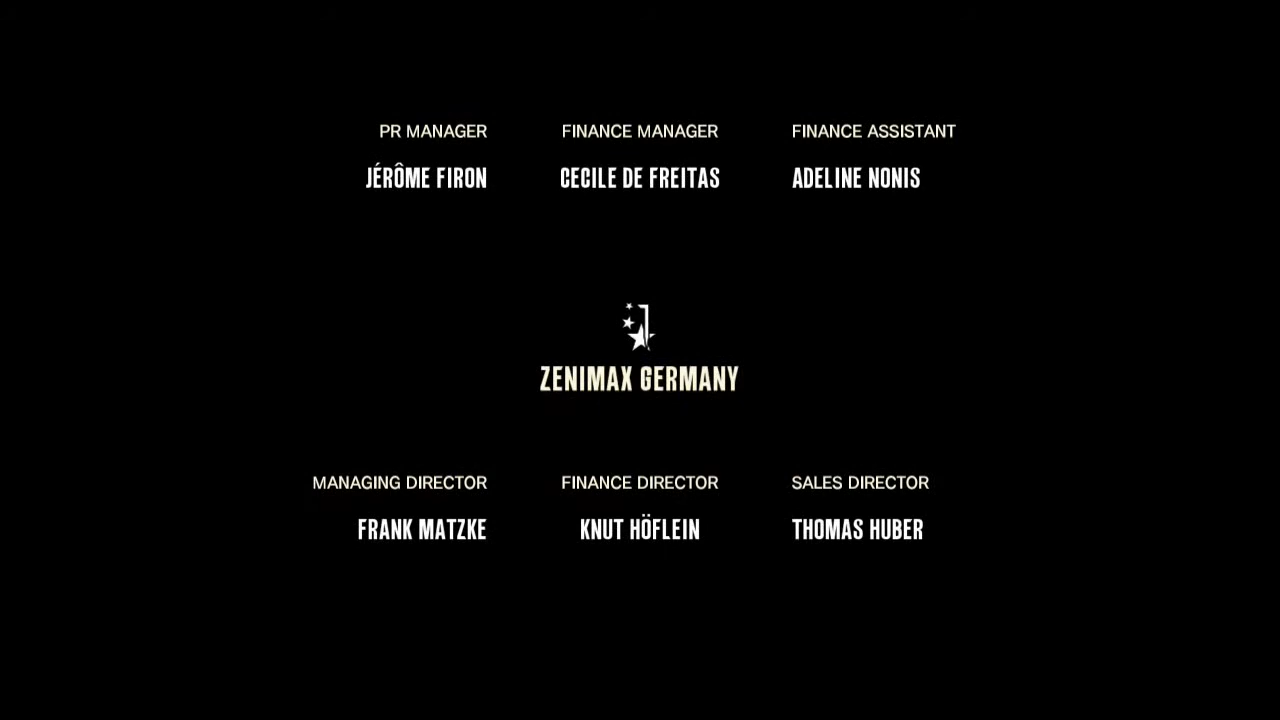 PR MANAGER FINANCE MANAGER FINANCE ASSISTANT
JÉRÔME FIRON CECILE DE FREITAS ADELINE NONIS
ZENIMAX GERMANY
MANAGING DIRECTOR FINANCE DIRECTOR SALES DIRECTOR
FRANK MATZKE KNUT HÖFLEIN THOMAS HUBER